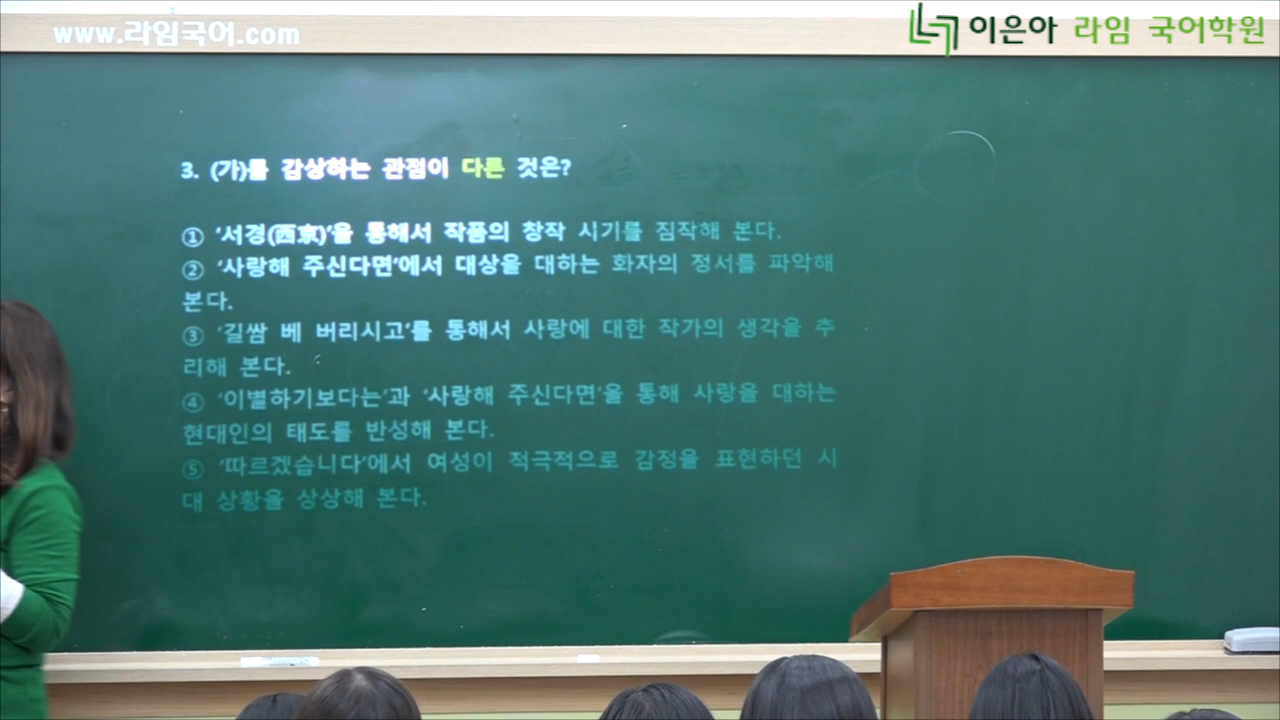 www.라임국어.com
이은아 라임 국어학원
3. (가)를 감상하는 관점이 다른 것은?
① '서경(西京)'을 통해서 작품의 창작 시기를 짐작해 본다.
② '사랑해 주신다면'에서 대상을 대하는 화자의 정서를 파악해
본다.
③ '길쌈 베 버리시고'를 통해서 사랑에 대한 작가의 생각을 추
리해 본다.
④ '이별하기보다는'과 '사랑해 주신다면'을 통해 사랑을 대하는
현대인의 태도를 반성해 본다.
⑤ '따르겠습니다'에서 여성이 적극적으로 감정을 표현하던 시
대 상황을 상상해 본다.